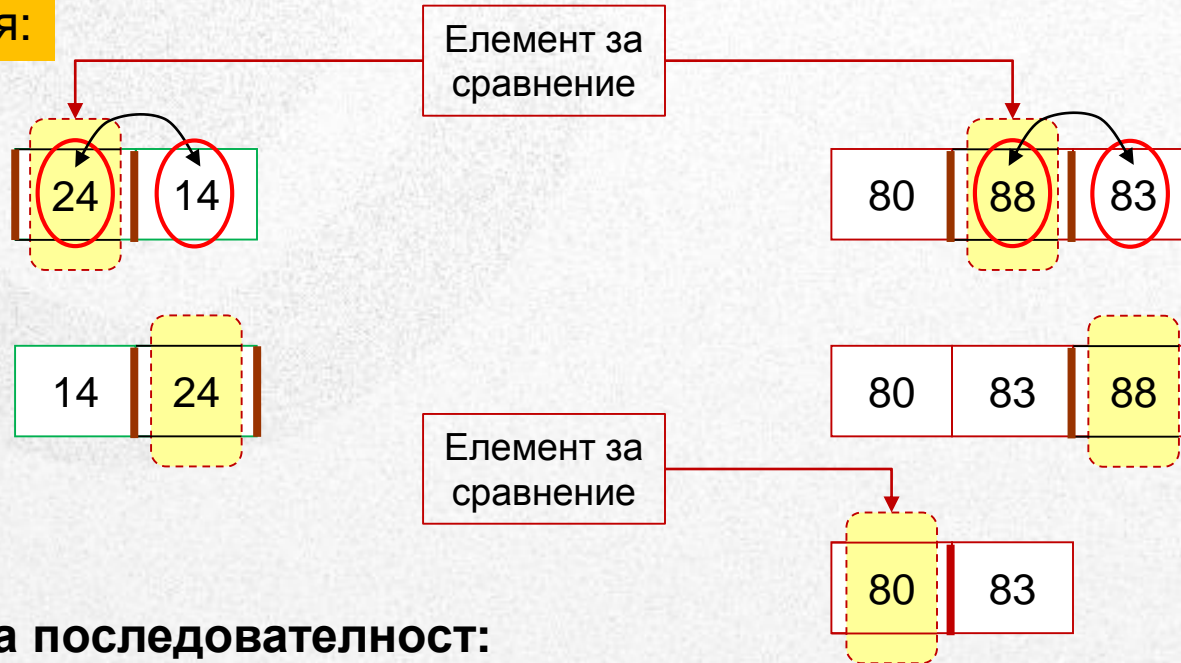 я:
Елемент за
сравнение
24 14
80 88 83
14 24
80 83 88
Елемент за
сравнение
80 83
а последователност: